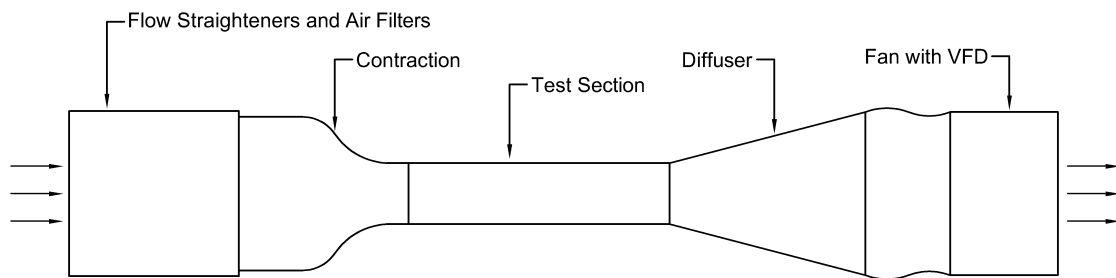 Flow Straighteners and Air Filters
Contraction
Test Section
Diffuser
Fan with VFD